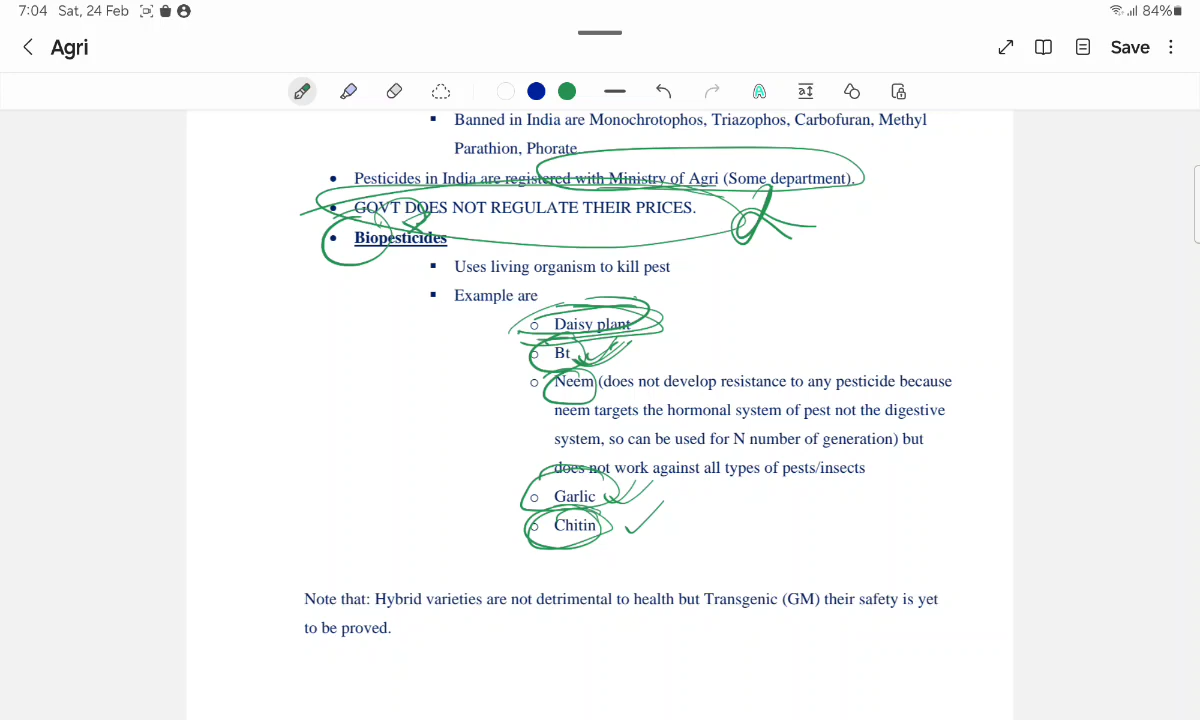 7:04 Sat, 24 Feb 84%
Agri Save
Banned in India are Monochrotophos, Triazophos, Carbofuran, Methyl
Parathion, Phorate
Pesticides in India are registered with Ministry of Agri (Some department).
GOVT DOES NOT REGULATE THEIR PRICES.
Biopesticides
Uses living organism to kill pest
Example are
Daisy plant
Bt
Neem (does not develop resistance to any pesticide because
neem targets the hormonal system of pest not the digestive
system, so can be used for N number of generation) but
does not work against all types of pests/insects
Garlic
Chitin
Note that: Hybrid varieties are not detrimental to health but Transgenic (GM) their safety is yet
to be proved.